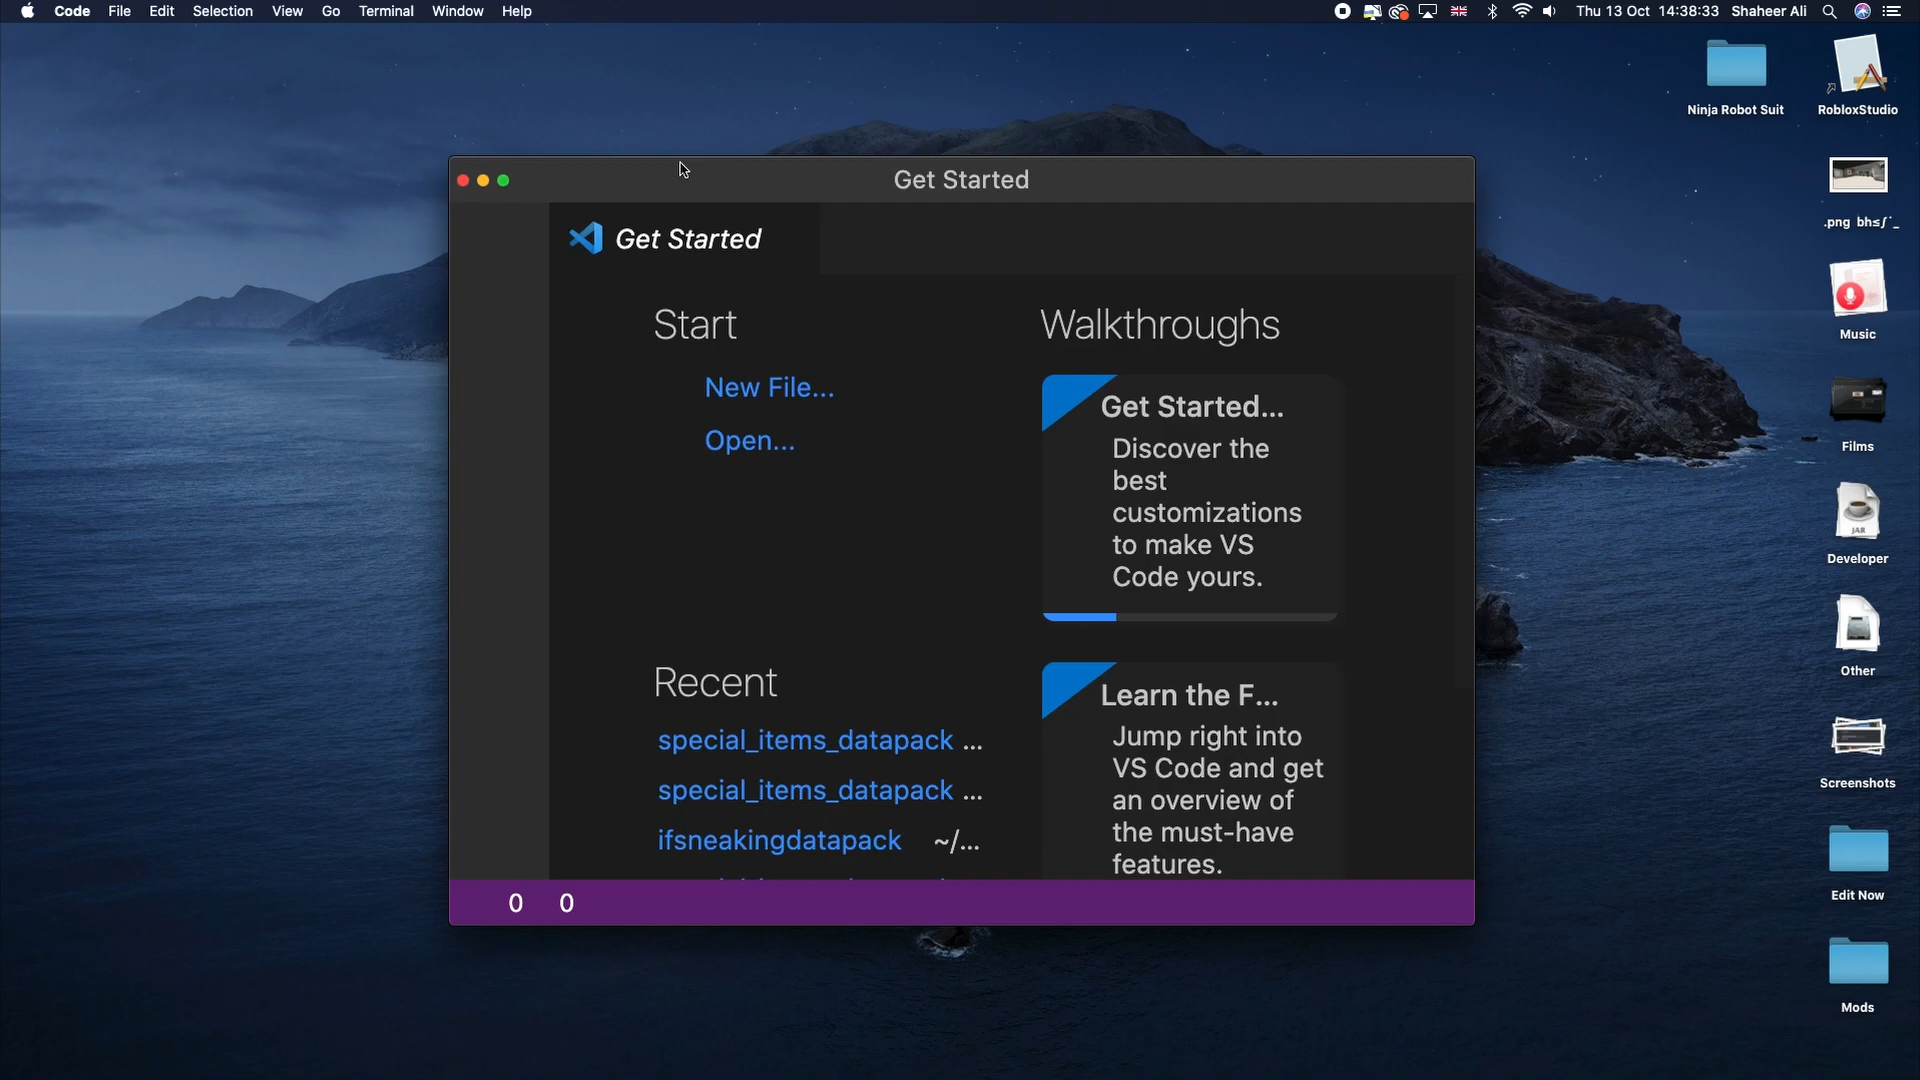 Code File Edit Selection View Go Terminal Window Help
Thu 13 Oct 14:38:33 Shaheer Ali
Ninja Robot Suit
RobloxStudio
.png bh≤∫˙_
Music
Films
JAR
Developer
Other
Screenshots
Edit Now
Mods
Get Started
Get Started
Start
New File...
Open...
Recent
special_items_datapack ...
special_items_datapack ...
ifsneakingdatapack ~/...
Walkthroughs
Get Started...
Discover the
best
customizations
to make VS
Code yours.
Learn the F...
Jump right into
VS Code and get
an overview of
the must-have
features.
0 0